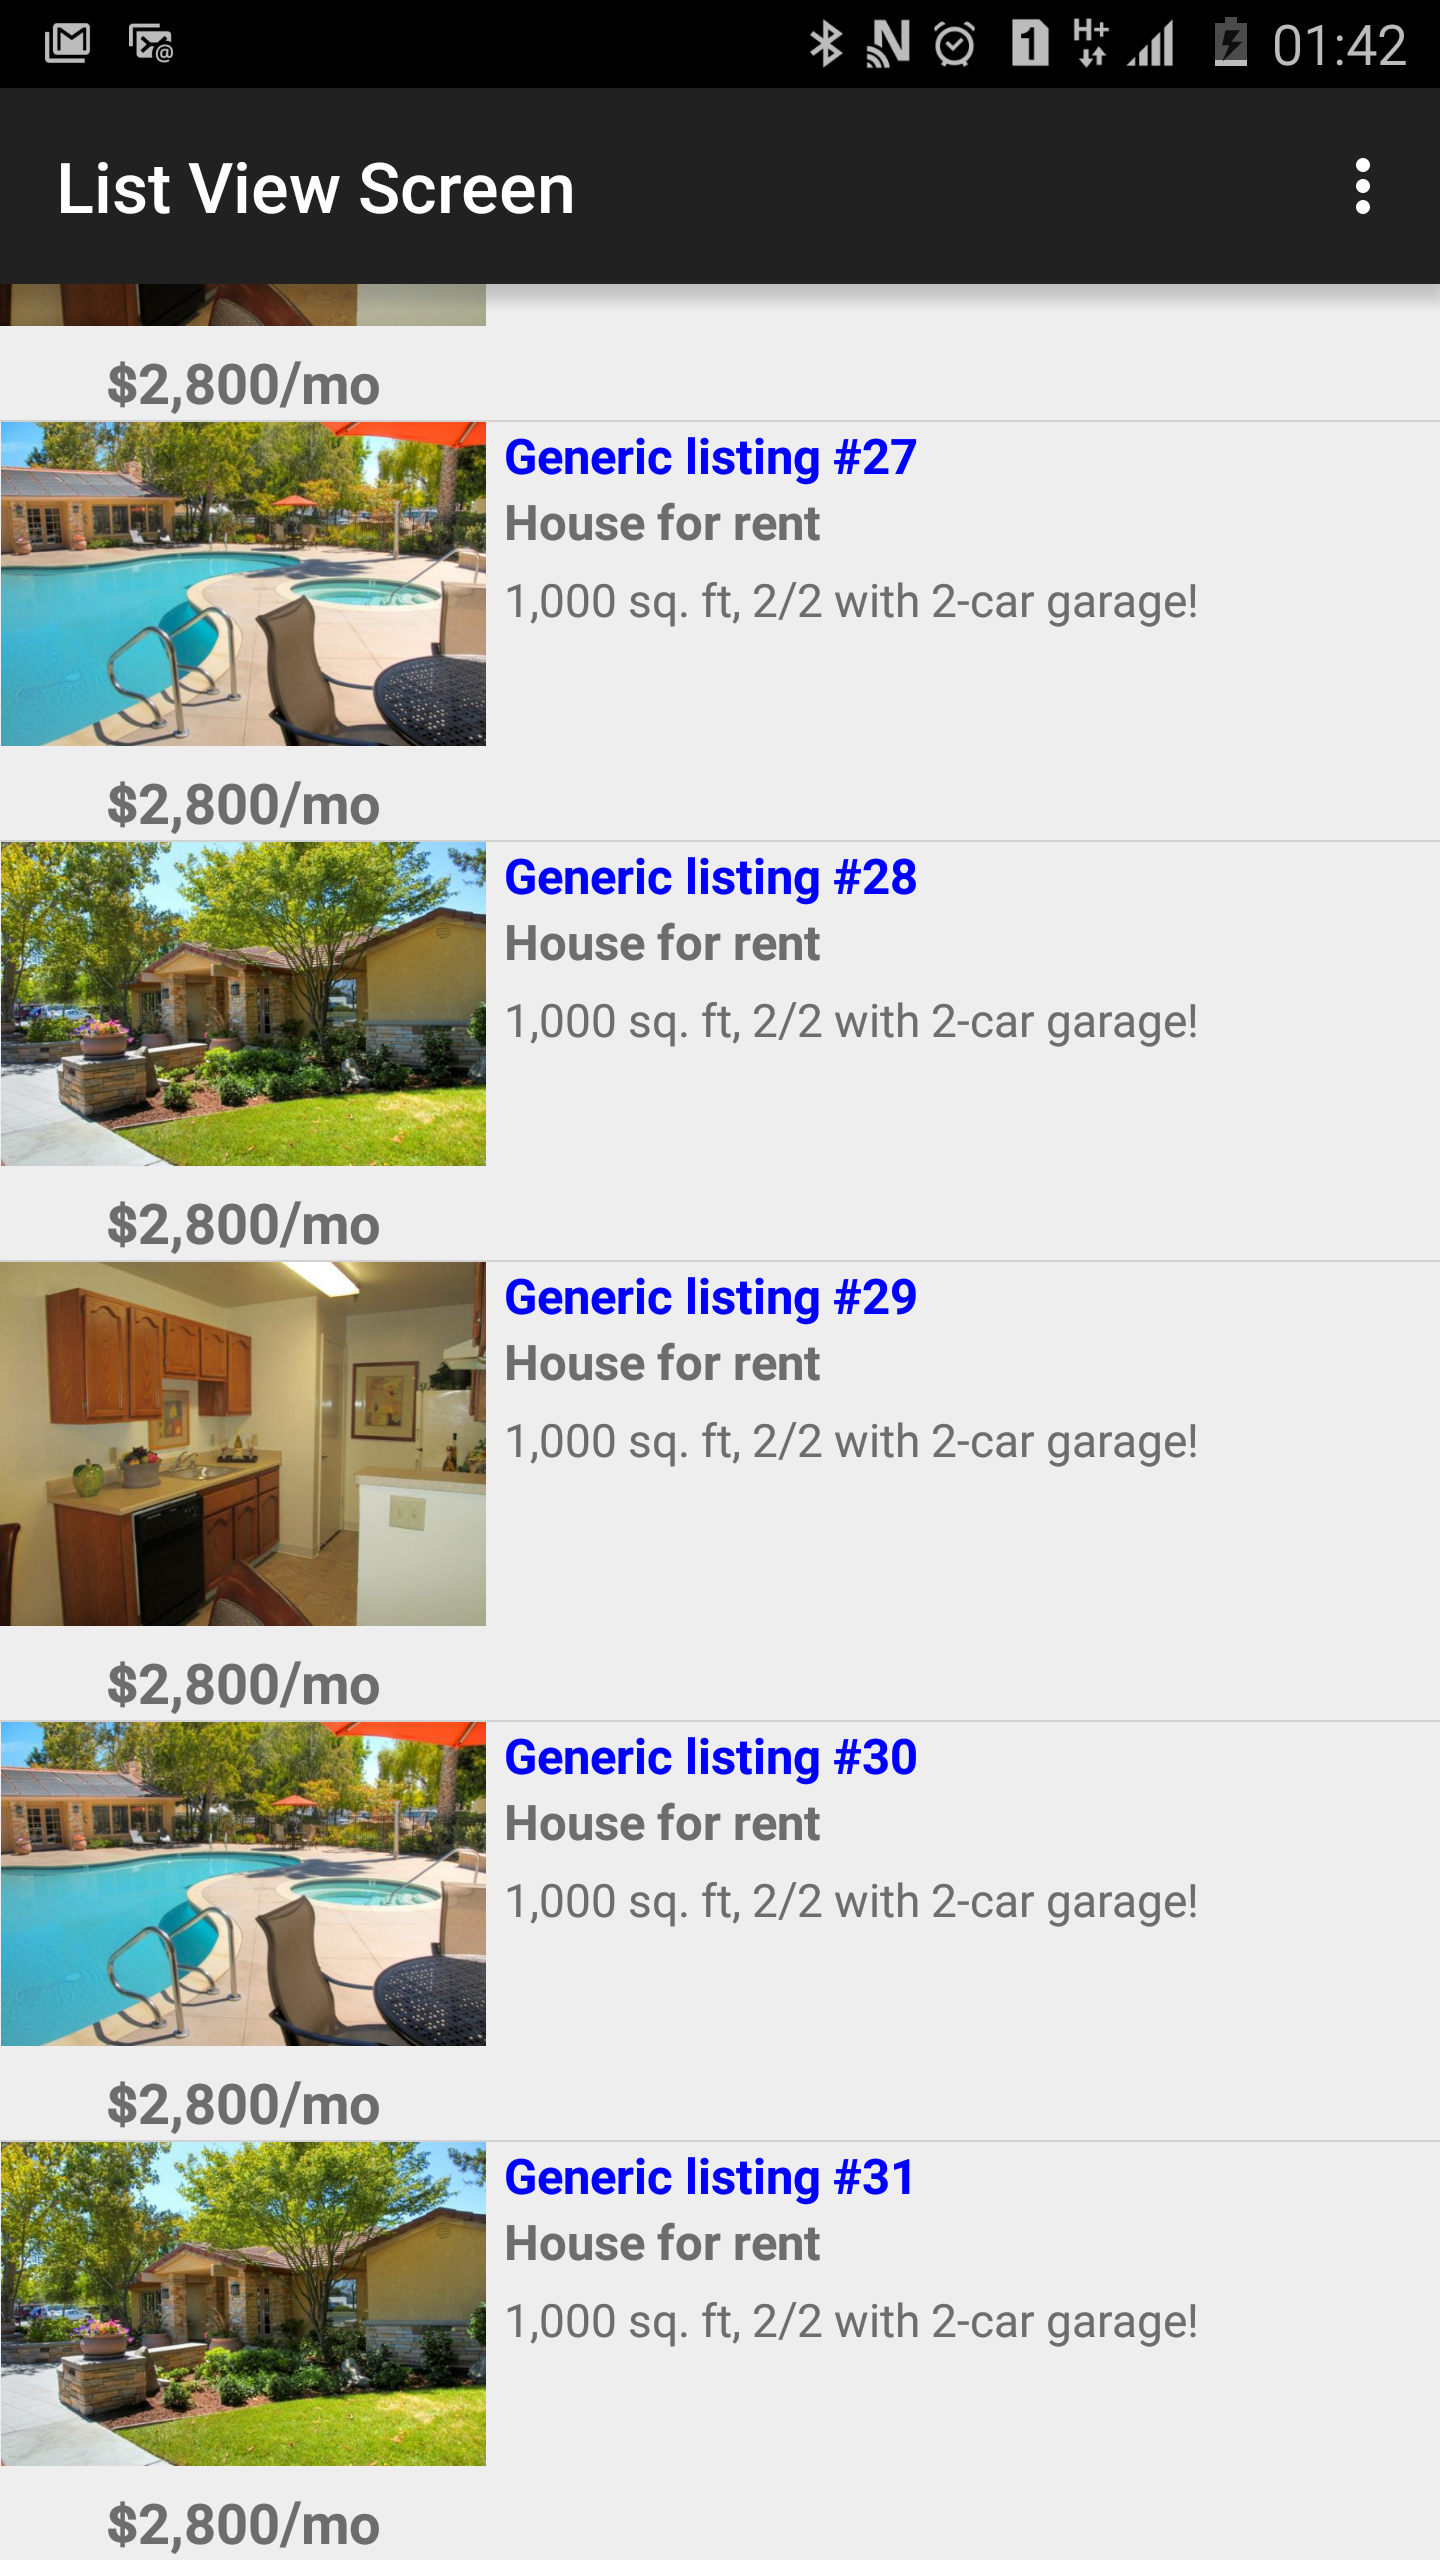 01:42
List View Screen
$2,800/mo
Generic listing #27
House for rent
1,000 sq. ft, 2/2 with 2-car garage!
$2,800/mo
Generic listing #28
House for rent
1,000 sq. ft, 2/2 with 2-car garage!
$2,800/mo
Generic listing #29
House for rent
1,000 sq. ft, 2/2 with 2-car garage!
$2,800/mo
Generic listing #30
House for rent
1,000 sq. ft, 2/2 with 2-car garage!
$2,800/mo
Generic listing #31
House for rent
1,000 sq. ft, 2/2 with 2-car garage!
$2,800/mo